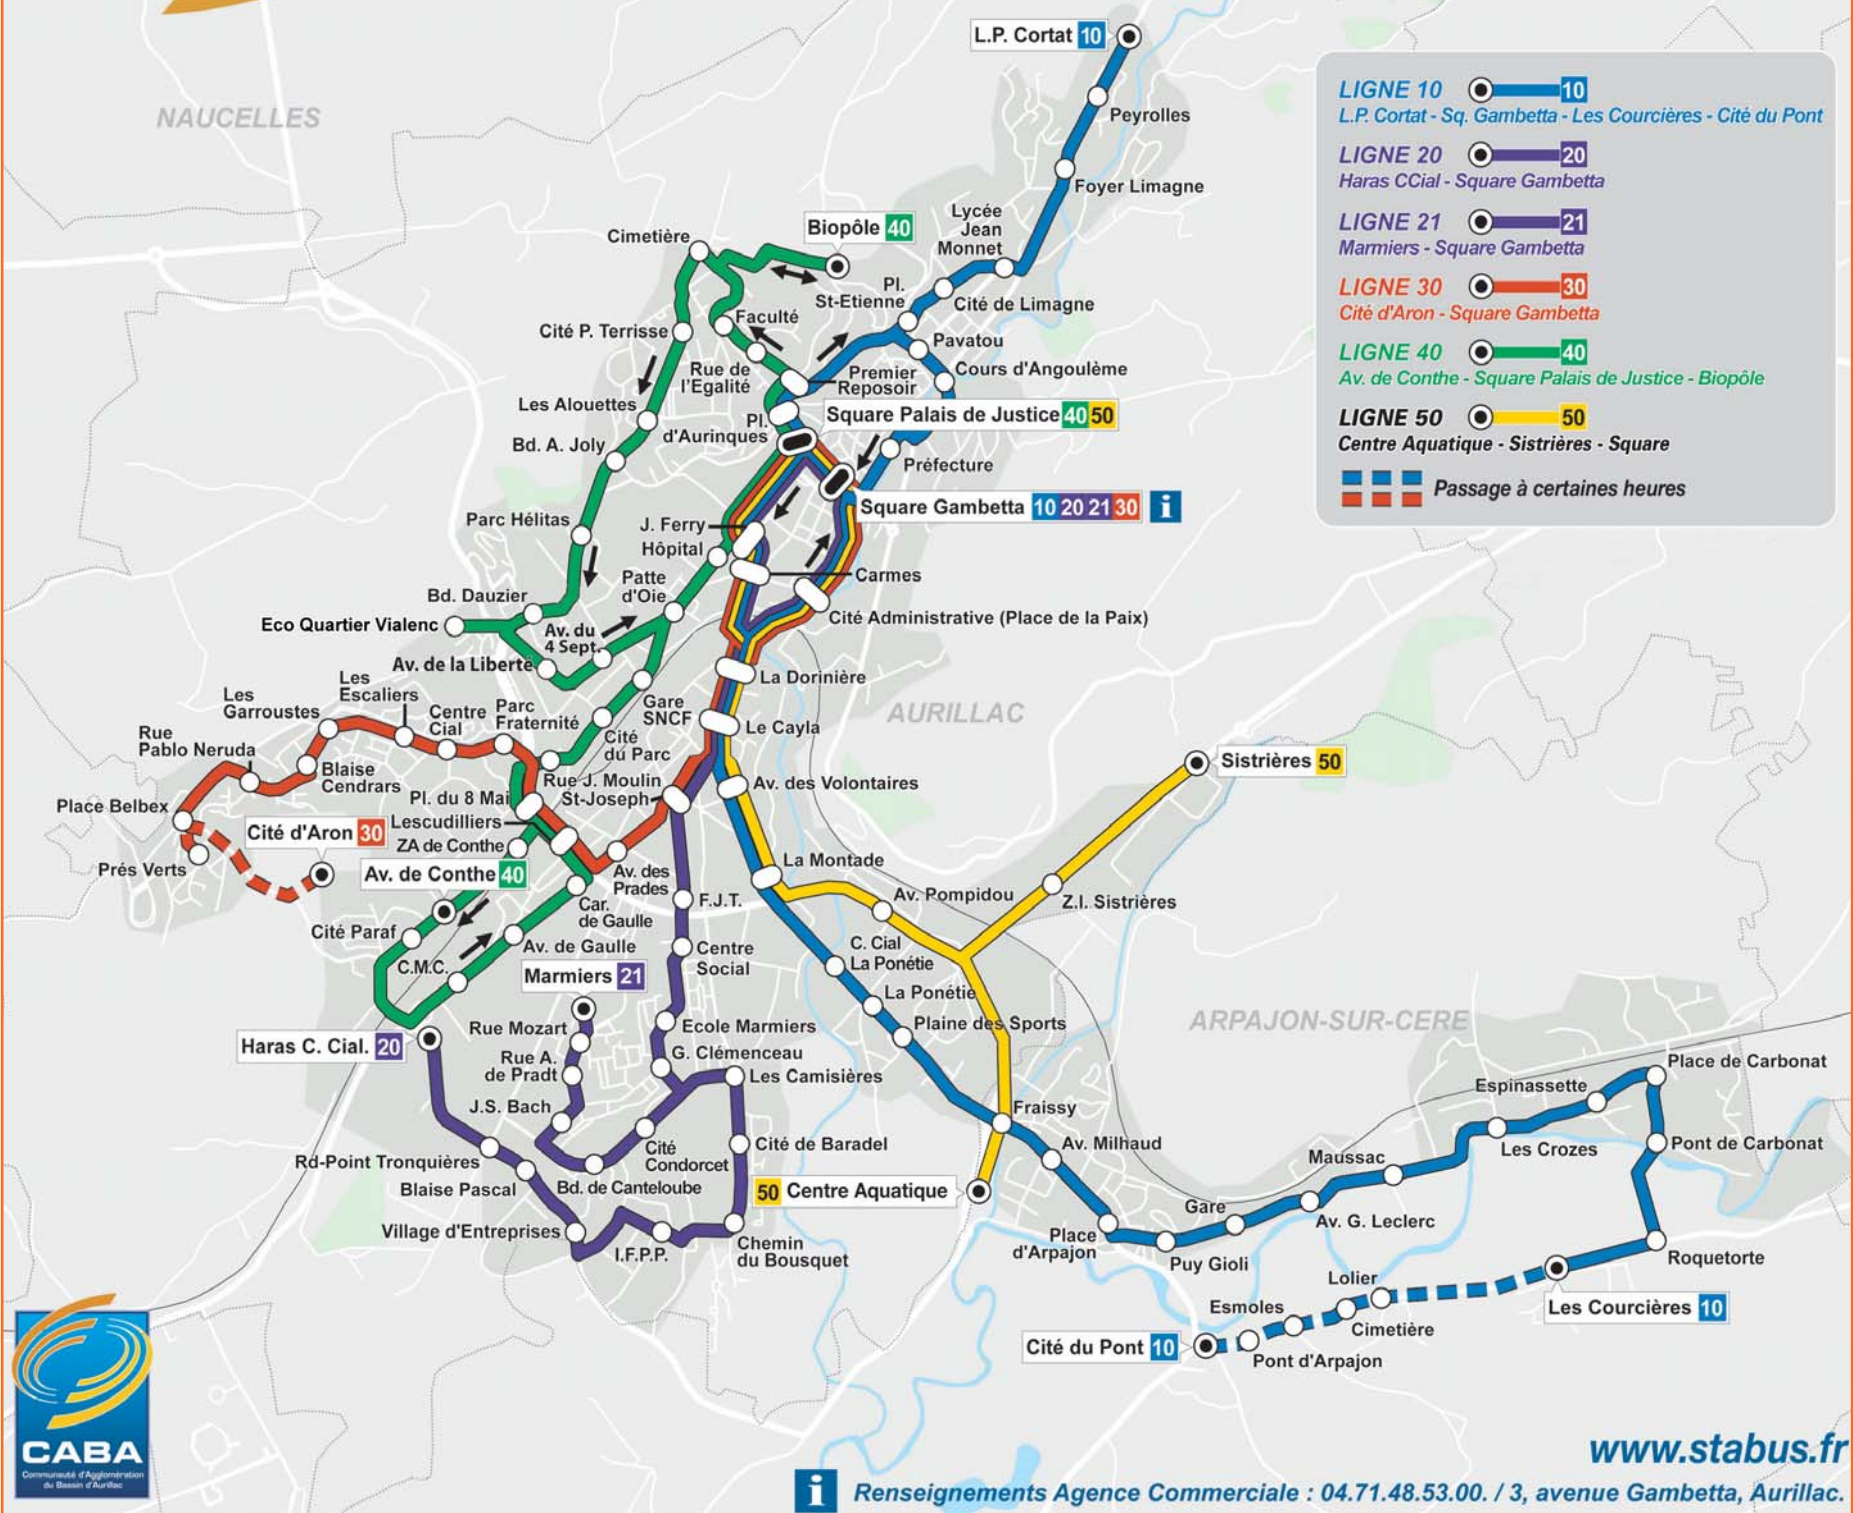 L.P. Cortat 10
Peyrolles
Foyer Limagne
Lycée
Jean
Monnet
Cité de Limagne
Pl.
St-Etienne
Pavatou
Cours d'Angoulème
Premier
Reposoir
Préfecture
NAUCELLES
LIGNE 10 10
L.P. Cortat - Sq. Gambetta - Les Courcières - Cité du Pont
LIGNE 20 20
Haras CCial - Square Gambetta
LIGNE 21 21
Marmiers - Square Gambetta
LIGNE 30 30
Cité d'Aron - Square Gambetta
LIGNE 40 40
Av. de Conthe - Square Palais de Justice - Biopôle
LIGNE 50 50
Centre Aquatique - Sistrières - Square
Passage à certaines heures
Biopôle 40
Cimetière
Faculté
Rue de
l'Egalité
Cité P. Terrisse
Les Alouettes
Bd. A. Joly
Parc Hélitas
Bd. Dauzier
Eco Quartier Vialenc
Av. de la Liberté
Av. du
4 Sept.
Patte
d'Oie
Hôpital
J. Ferry
Pl.
d'Aurinques
Square Palais de Justice 40 50
Square Gambetta 10 20 21 30 i
Carmes
Cité Administrative (Place de la Paix)
La Dorinière
Le Cayla
Av. des Volontaires
AURILLAC
Gare
SNCF
Cité
du Parc
Rue J. Moulin
St-Joseph
Les
Escaliers
Les
Garroustes
Centre
Cial
Parc
Fraternité
Rue
Pablo Neruda
Blaise
Cendrars
Place Belbex
Prés Verts
Cité d'Aron 30
Pl. du 8 Mai
Lescudilliers
ZA de Conthe
Av. de Conthe 40
Cité Paraf
C.M.C.
Av. de Gaulle
Car.
de Gaulle
Av. des
Prades
F.J.T.
Centre
Social
Marmiers 21
Rue Mozart
Rue A.
de Pradt
J.S. Bach
Ecole Marmiers
G. Clémenceau
Les Camisières
Cité
Condorcet
Bd. de Canteloube
Cité de Baradel
Haras C. Cial. 20
Rd-Point Tronquières
Blaise Pascal
Village d'Entreprises
I.F.P.P.
Chemin
du Bousquet
Sistrières 50
Z.I. Sistrières
La Montade
Av. Pompidou
C. Cial
La Ponétie
La Ponétie
Plaine des Sports
ARPAJON-SUR-CERE
Fraissy
50 Centre Aquatique
Av. Milhaud
Place
d'Arpajon
Puy Gioli
Gare
Av. G. Leclerc
Maussac
Les Crozes
Espinassette
Place de Carbonat
Pont de Carbonat
Roquetorte
Les Courcières 10
Lolier
Cimetière
Esmoles
Pont d'Arpajon
Cité du Pont 10
CABA
Communauté d'Agglomération
du Bassin d'Aurillac
www.stabus.fr
i Renseignements Agence Commerciale : 04.71.48.53.00. / 3, avenue Gambetta, Aurillac.